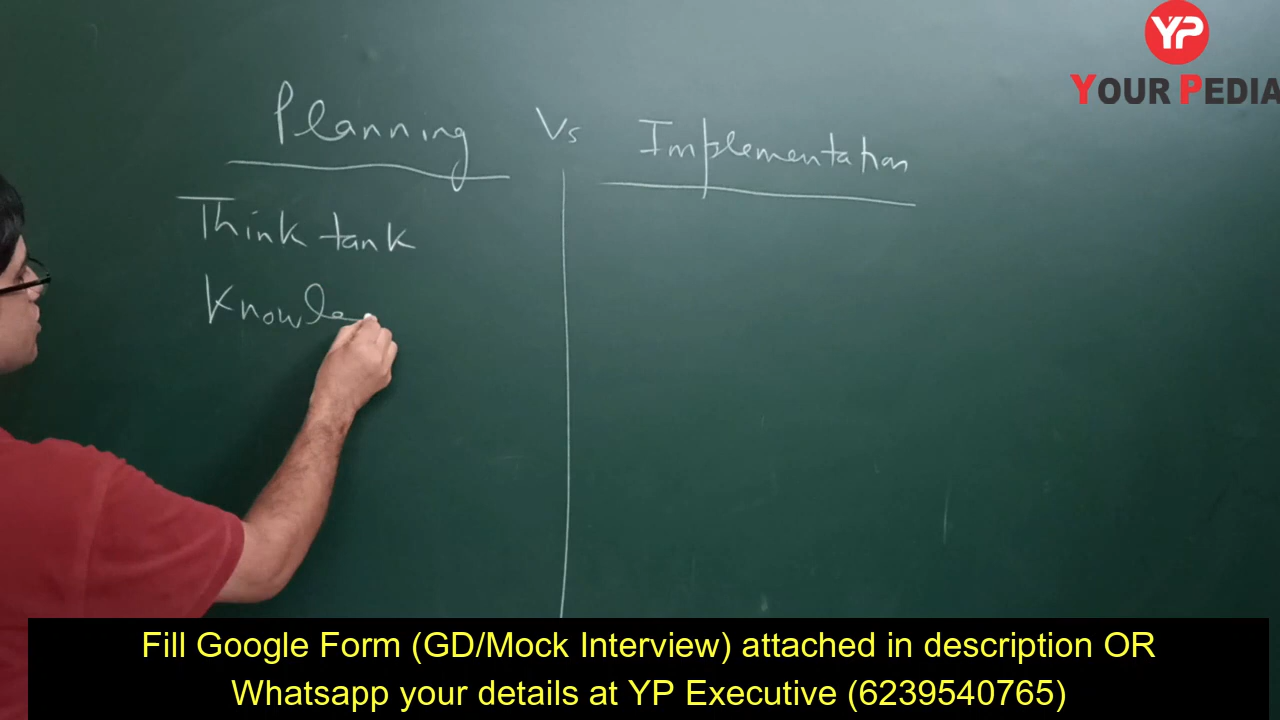 YP
YOUR PEDIA
Planning Vs Implementation
Think tank
Knowle
Fill Google Form (GD/Mock Interview) attached in description OR
Whatsapp your details at YP Executive (6239540765)